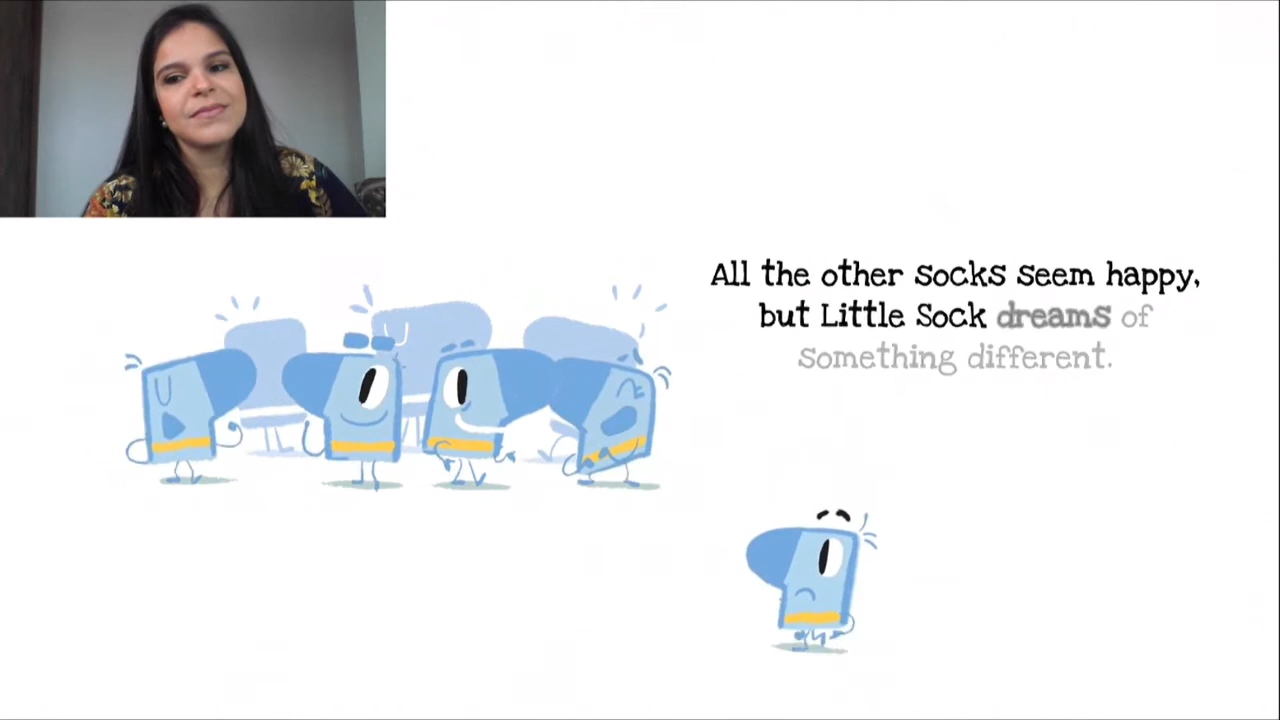 All the other socks seem happy,
but Little Sock dreams of
something different.